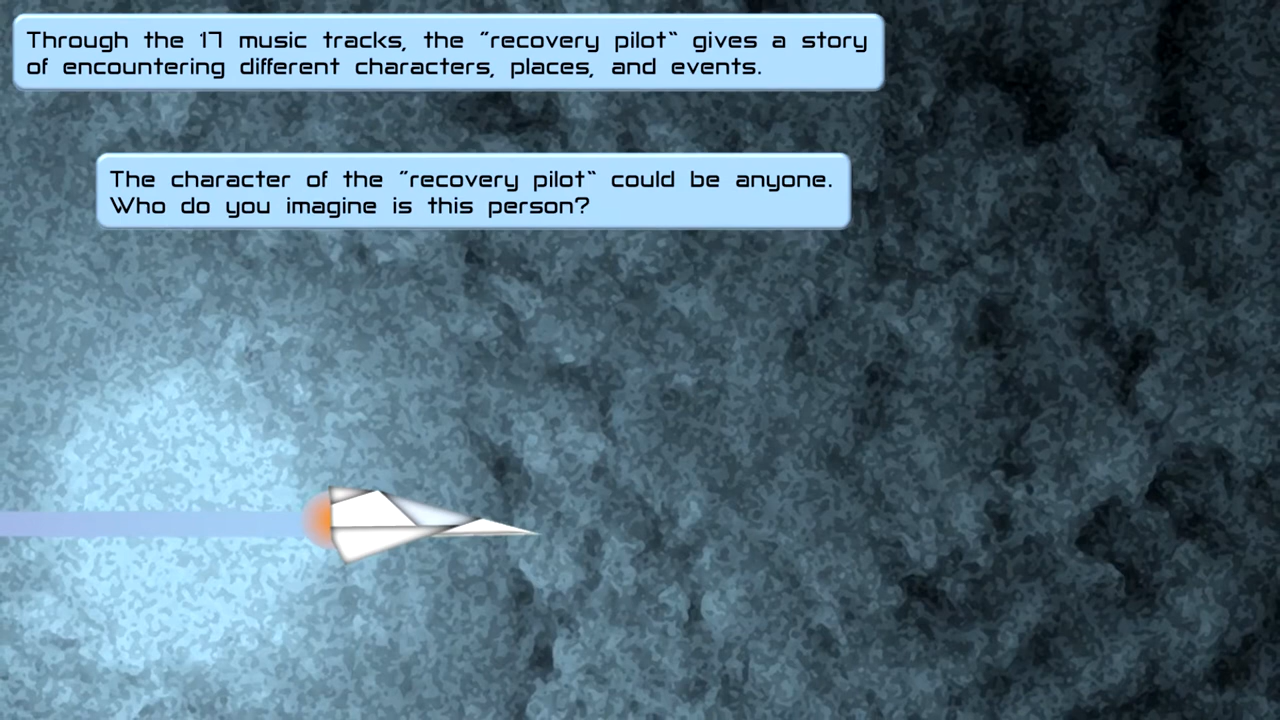 Through the 17 music tracks, the "recovery pilot" gives a story
of encountering different characters, places, and events.
The character of the "recovery pilot" could be anyone.
Who do you imagine is this person?